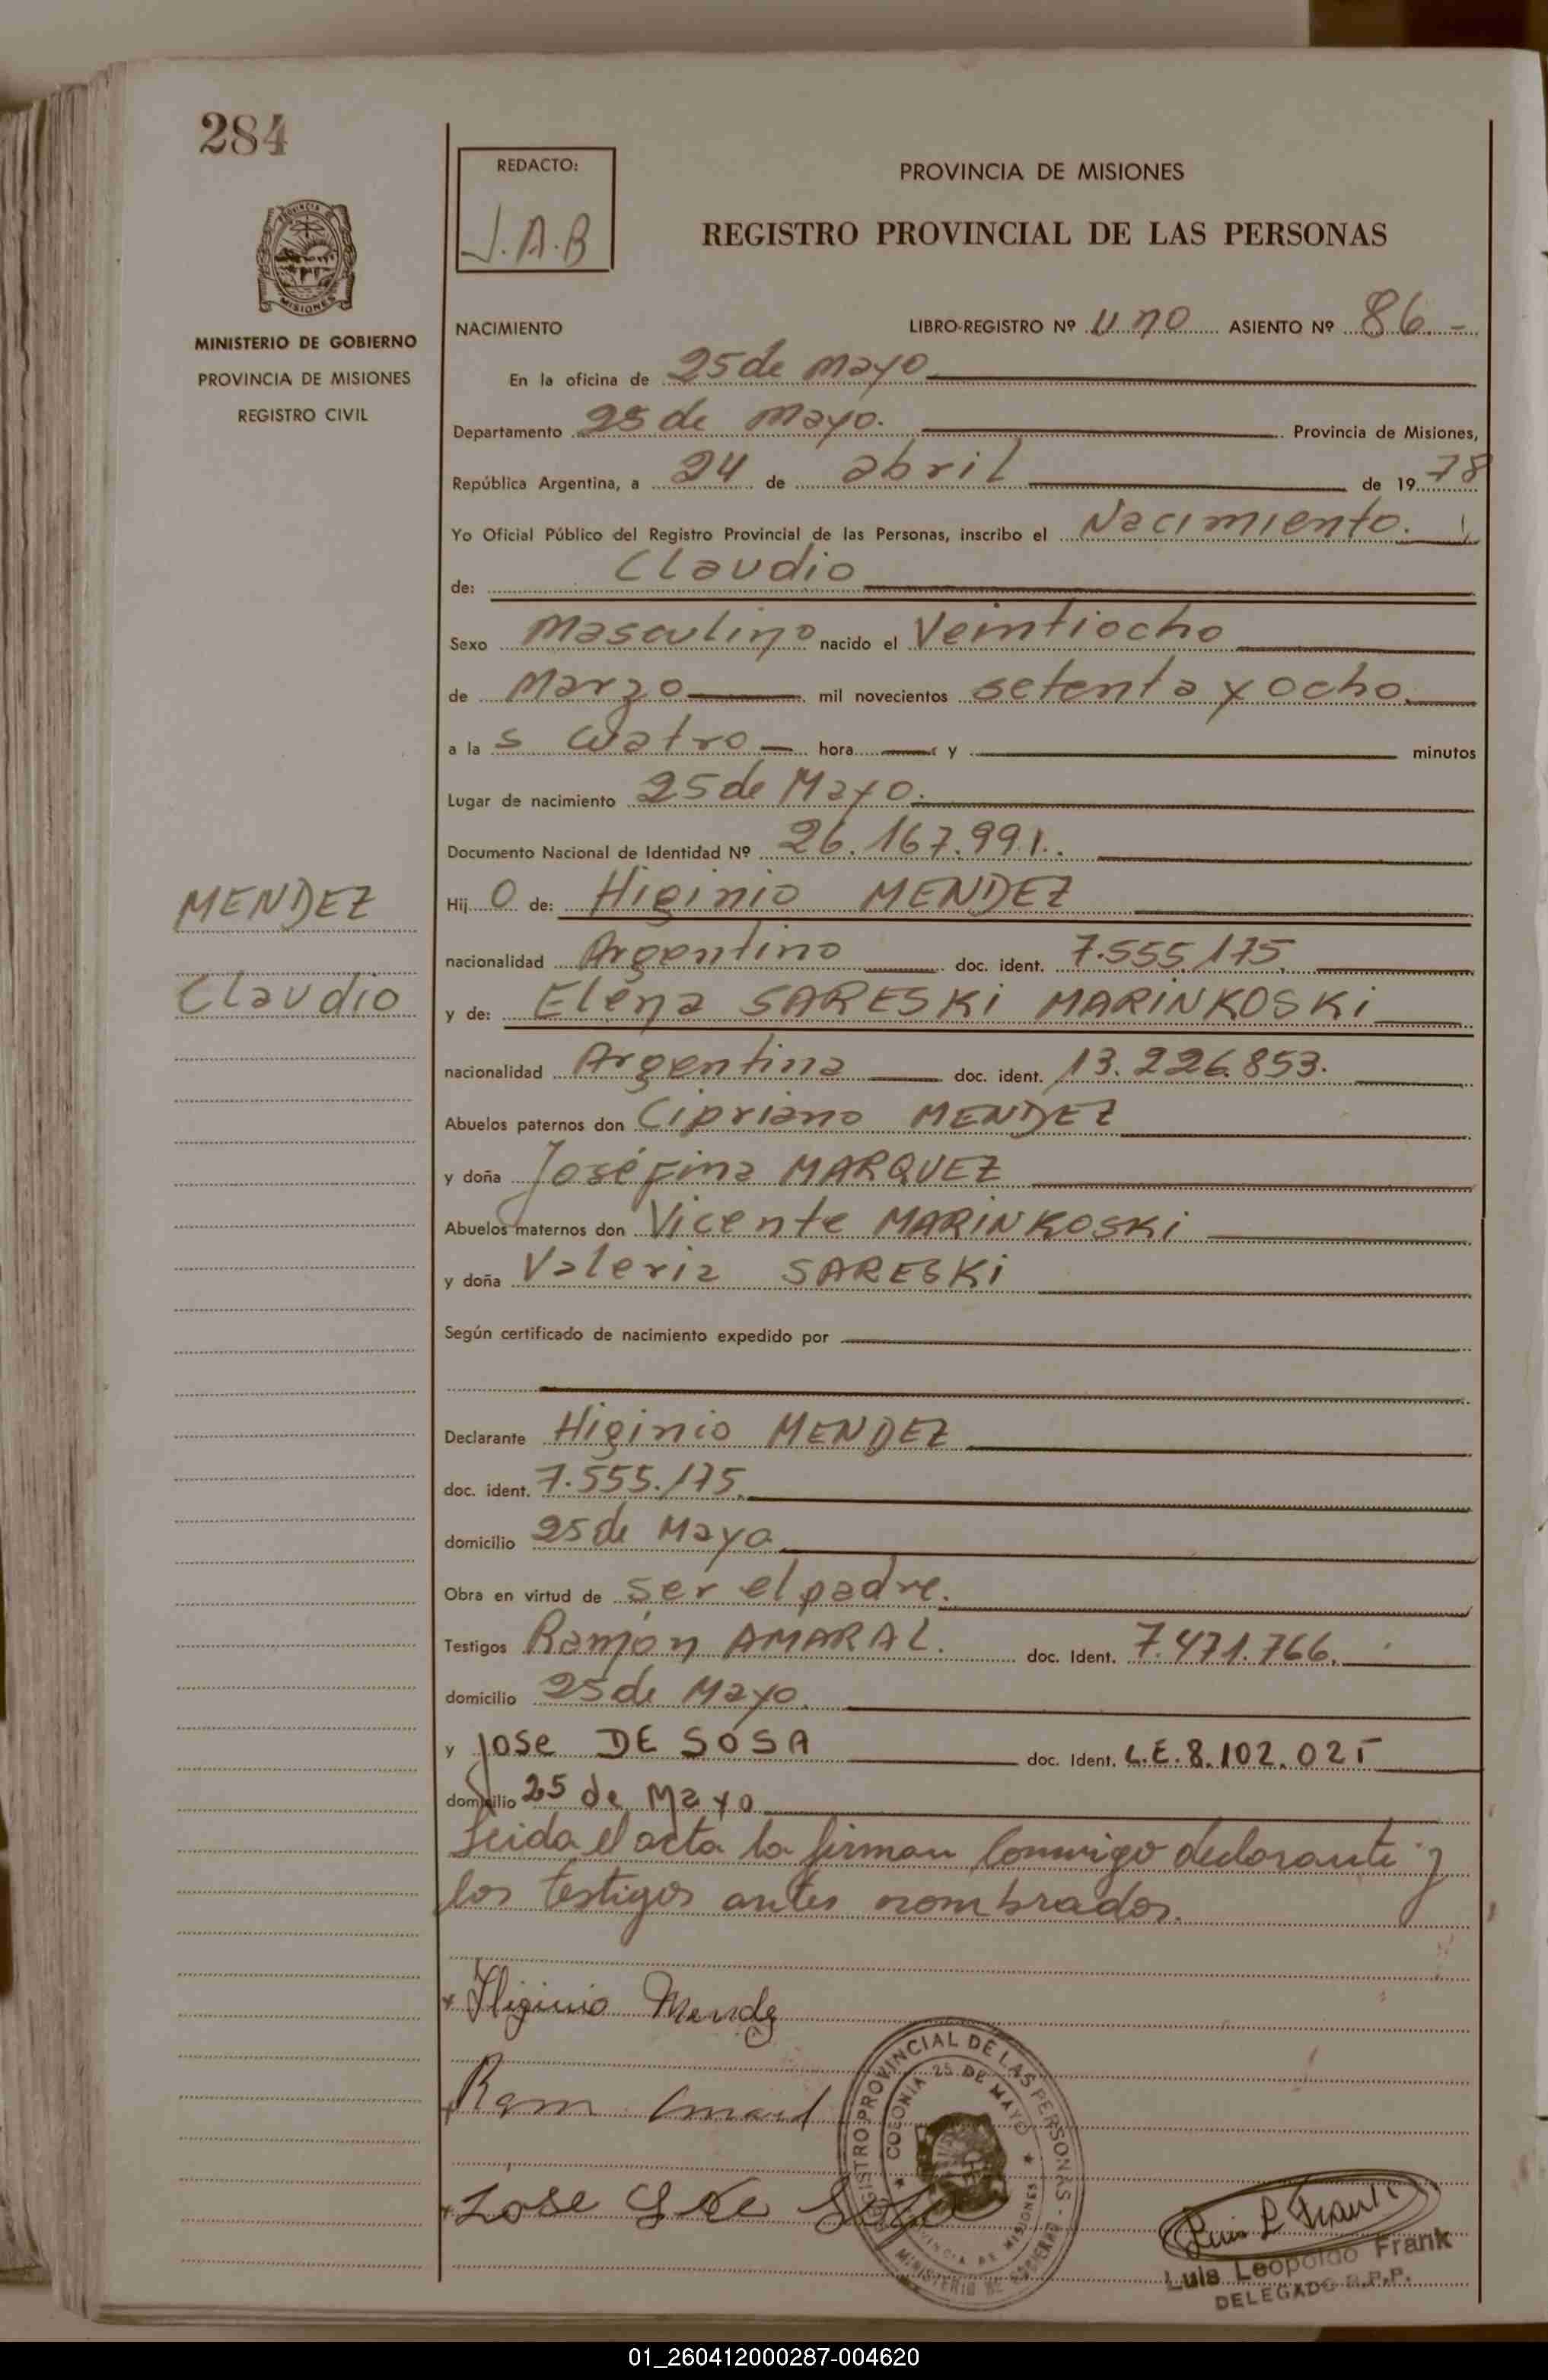 284
REDACTO:
J.A.B
PROVINCIA DE MISIONES
REGISTRO PROVINCIAL DE LAS PERSONAS
MISIONES
MINISTERIO DE GOBIERNO
PROVINCIA DE MISIONES
REGISTRO CIVIL
NACIMIENTO LIBRO-REGISTRO Nº uno ASIENTO Nº 86.-
En la oficina de 25 de mayo
Departamento 25 de mayo. Provincia de Misiones,
República Argentina, a 24 de abril de 1978
Yo Oficial Público del Registro Provincial de las Personas, inscribo el Nacimiento.
de: Claudio
Sexo Masculino nacido el Veintiocho
de Marzo mil novecientos setenta y ocho.
a las cuatro hora y minutos
Lugar de nacimiento 25 de Mayo.
Documento Nacional de Identidad Nº 26.167.991.
MENDEZ
Hijo de: Higinio MENDEZ
nacionalidad Argentino doc. ident. 7.555.175.
Claudio
y de: Elena SARESKI MARINKOSKI
nacionalidad Argentina doc. ident. 13.226.853.
Abuelos paternos don Cipriano MENDEZ
y doña Joséfina MARQUEZ
Abuelos maternos don Vicente MARINKOSKI
y doña Valeria SARESKI
Según certificado de nacimiento expedido por
Declarante Higinio MENDEZ
doc. ident. 7.555.175.
domicilio 25 de Mayo
Obra en virtud de ser el padre.
Testigos Ramón AMARAL. doc. Ident. 7.471.766.
domicilio 25 de Mayo.
y José DE SOSA doc. Ident. L.E. 8.102.025
domicilio 25 de Mayo
Leida el acta la firman conmigo declarante y
los testigos antes nombrados.
Higinio Mendez
REGISTRO PROVINCIAL DE LAS PERSONAS
COLONIA 25 DE MAYO
PROVINCIA DE MISIONES
MINISTERIO DE GOBIERNO
Jose
Luis L Frank
Luis Leopoldo Frank
DELEGADO R.P.P.
01_260412000287-004620